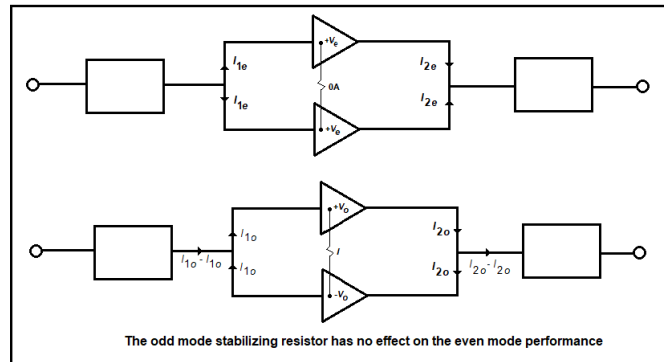 +Ve
I1e
I2e
0A
I1e
I2e
+Ve
+Vo
I1o
I2o
I
I1o - I1o
I1o
I2o
I2o - I2o
-Vo
The odd mode stabilizing resistor has no effect on the even mode performance